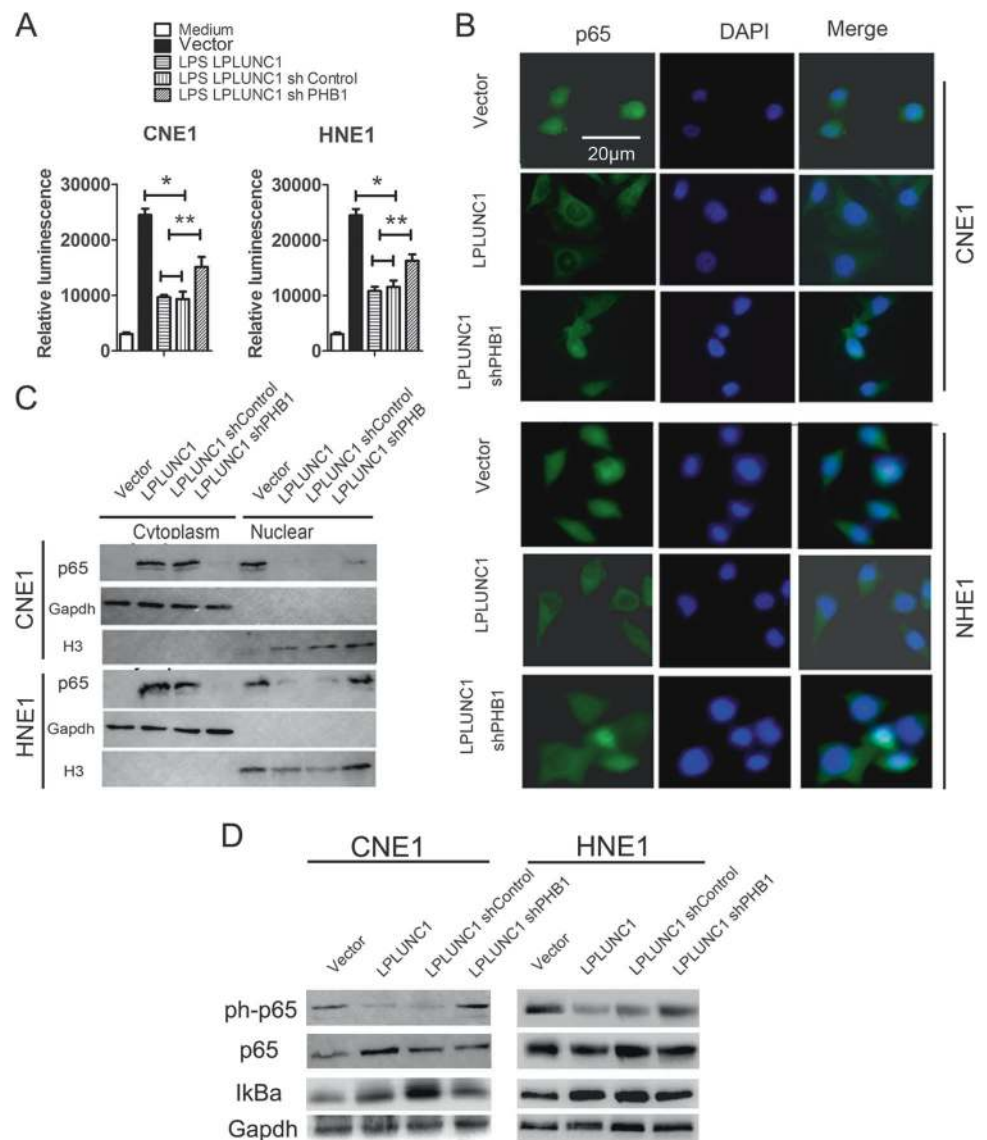 A
Medium
Vector
LPS LPLUNC1
LPS LPLUNC1 sh Control
LPS LPLUNC1 sh PHB1
CNE1
HNE1
Relative luminescence
30000
20000
10000
0
*
**
Relative luminescence
30000
20000
10000
0
*
**
B
p65
DAPI
Merge
Vector
20μm
LPLUNC1
LPLUNC1
shPHB1
CNE1
Vector
LPLUNC1
LPLUNC1
shPHB1
NHE1
C
Vector
LPLUNC1
LPLUNC1 shControl
LPLUNC1 shPHB1
Vector
LPLUNC1
LPLUNC1 shControl
LPLUNC1 shPHB
Cytoplasm
Nuclear
CNE1
p65
Gapdh
H3
HNE1
p65
Gapdh
H3
D
CNE1
HNE1
Vector
LPLUNC1
LPLUNC1 shControl
LPLUNC1 shPHB1
Vector
LPLUNC1
LPLUNC1 shControl
LPLUNC1 shPHB1
ph-p65
p65
IkBa
Gapdh